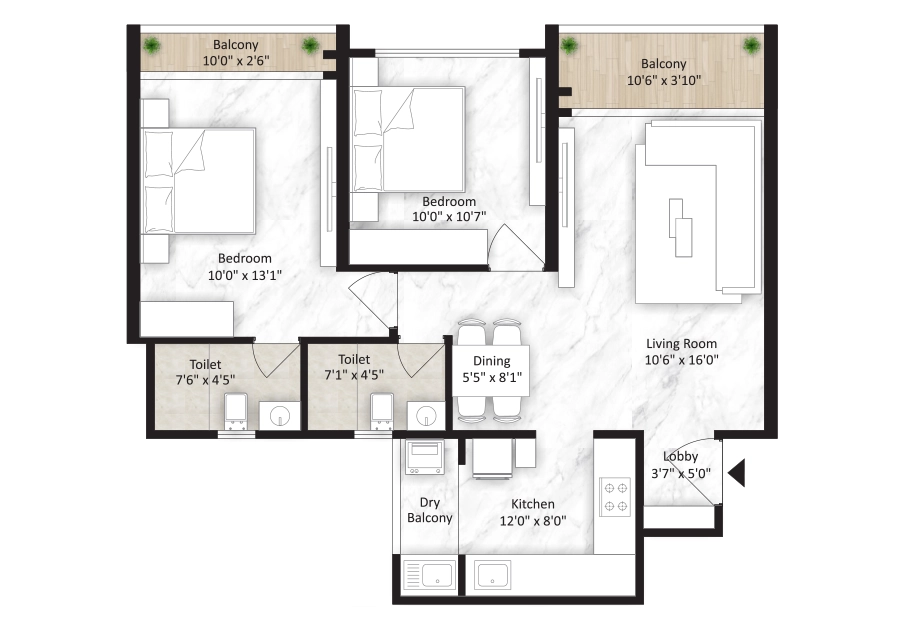 Balcony
10'0" x 2'6"
Balcony
10'6" x 3'10"
Bedroom
10'0" x 10'7"
Bedroom
10'0" x 13'1"
Living Room
10'6" x 16'0"
Toilet
7'6" x 4'5"
Toilet
7'1" x 4'5"
Dining
5'5" x 8'1"
Lobby
3'7" x 5'0"
Dry
Balcony
Kitchen
12'0" x 8'0"